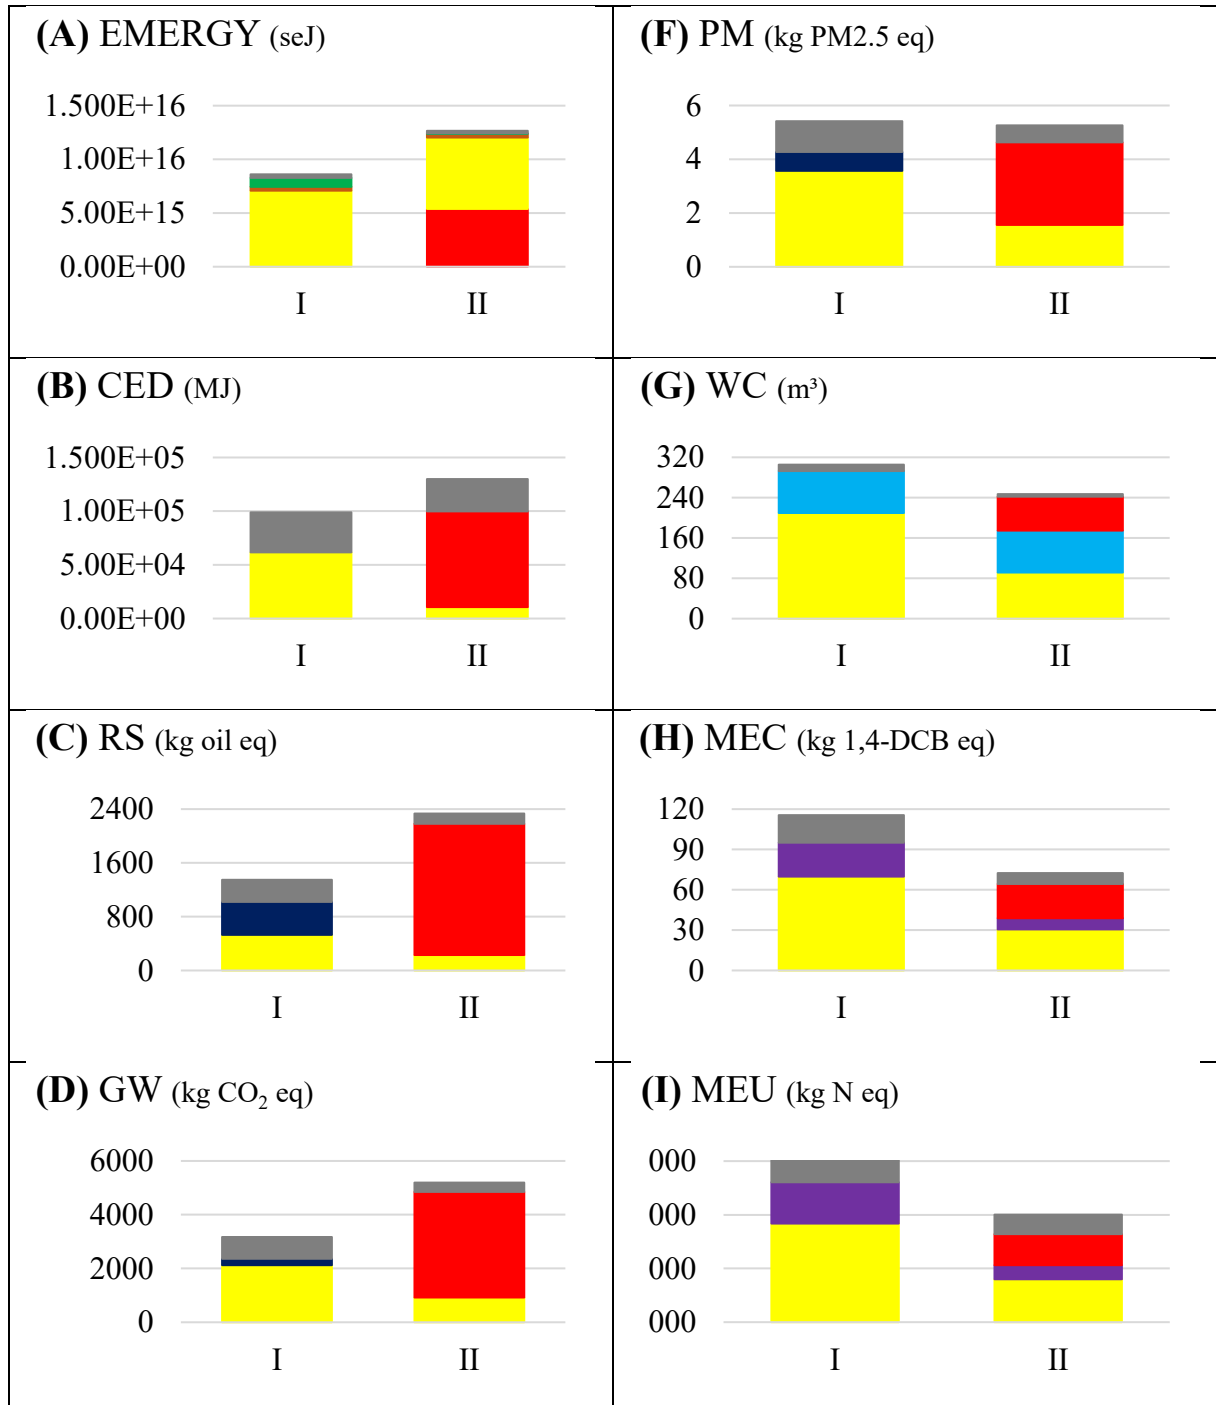 (A) EMERGY (seJ)
1.500E+16
1.00E+16
5.00E+15
0.00E+00
I II
(F) PM (kg PM2.5 eq)
6
4
2
0
I II
(B) CED (MJ)
1.500E+05
1.00E+05
5.00E+04
0.00E+00
I II
(G) WC (m³)
320
240
160
80
0
I II
(C) RS (kg oil eq)
2400
1600
800
0
I II
(H) MEC (kg 1,4-DCB eq)
120
90
60
30
0
I II
(D) GW (kg CO₂ eq)
6000
4000
2000
0
I II
(I) MEU (kg N eq)
000
000
000
000
I II